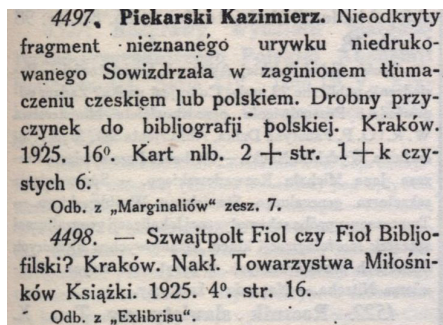 4497. Piekarski Kazimierz. Nieodkryty
fragment nieznanego urywku niedruko-
wanego Sowizdrzała w zaginionem tłuma-
czeniu czeskiem lub polskiem. Drobny przy-
czynek do bibljografji polskiej. Kraków.
1925. 16⁰. Kart nlb. 2 + str. 1 + k czy-
stych 6.
Odb. z „Marginaliów" zesz. 7.
4498. — Szwajtpolt Fiol czy Fioł Bibljo-
filski? Kraków. Nakł. Towarzystwa Miłośni-
ków Książki. 1925. 4⁰. str. 16.
Odb. z „Exlibrisu".